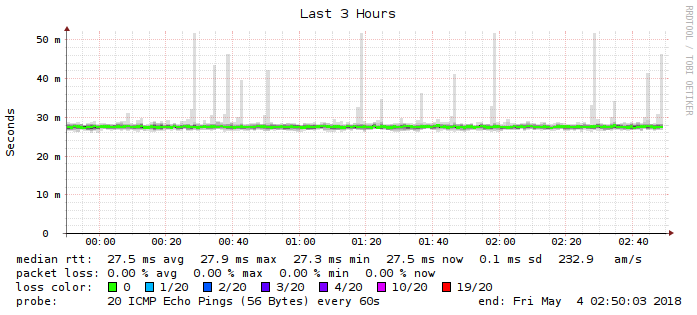 Last 3 Hours
RRDTOOL / TOBI OETIKER
Seconds
50 m
40 m
30 m
20 m
10 m
0
00:00 00:20 00:40 01:00 01:20 01:40 02:00 02:20 02:40
median rtt: 27.5 ms avg 27.9 ms max 27.3 ms min 27.5 ms now 0.1 ms sd 232.9 am/s
packet loss: 0.00 % avg 0.00 % max 0.00 % min 0.00 % now
loss color: 0 1/20 2/20 3/20 4/20 10/20 19/20
probe: 20 ICMP Echo Pings (56 Bytes) every 60s end: Fri May 4 02:50:03 2018